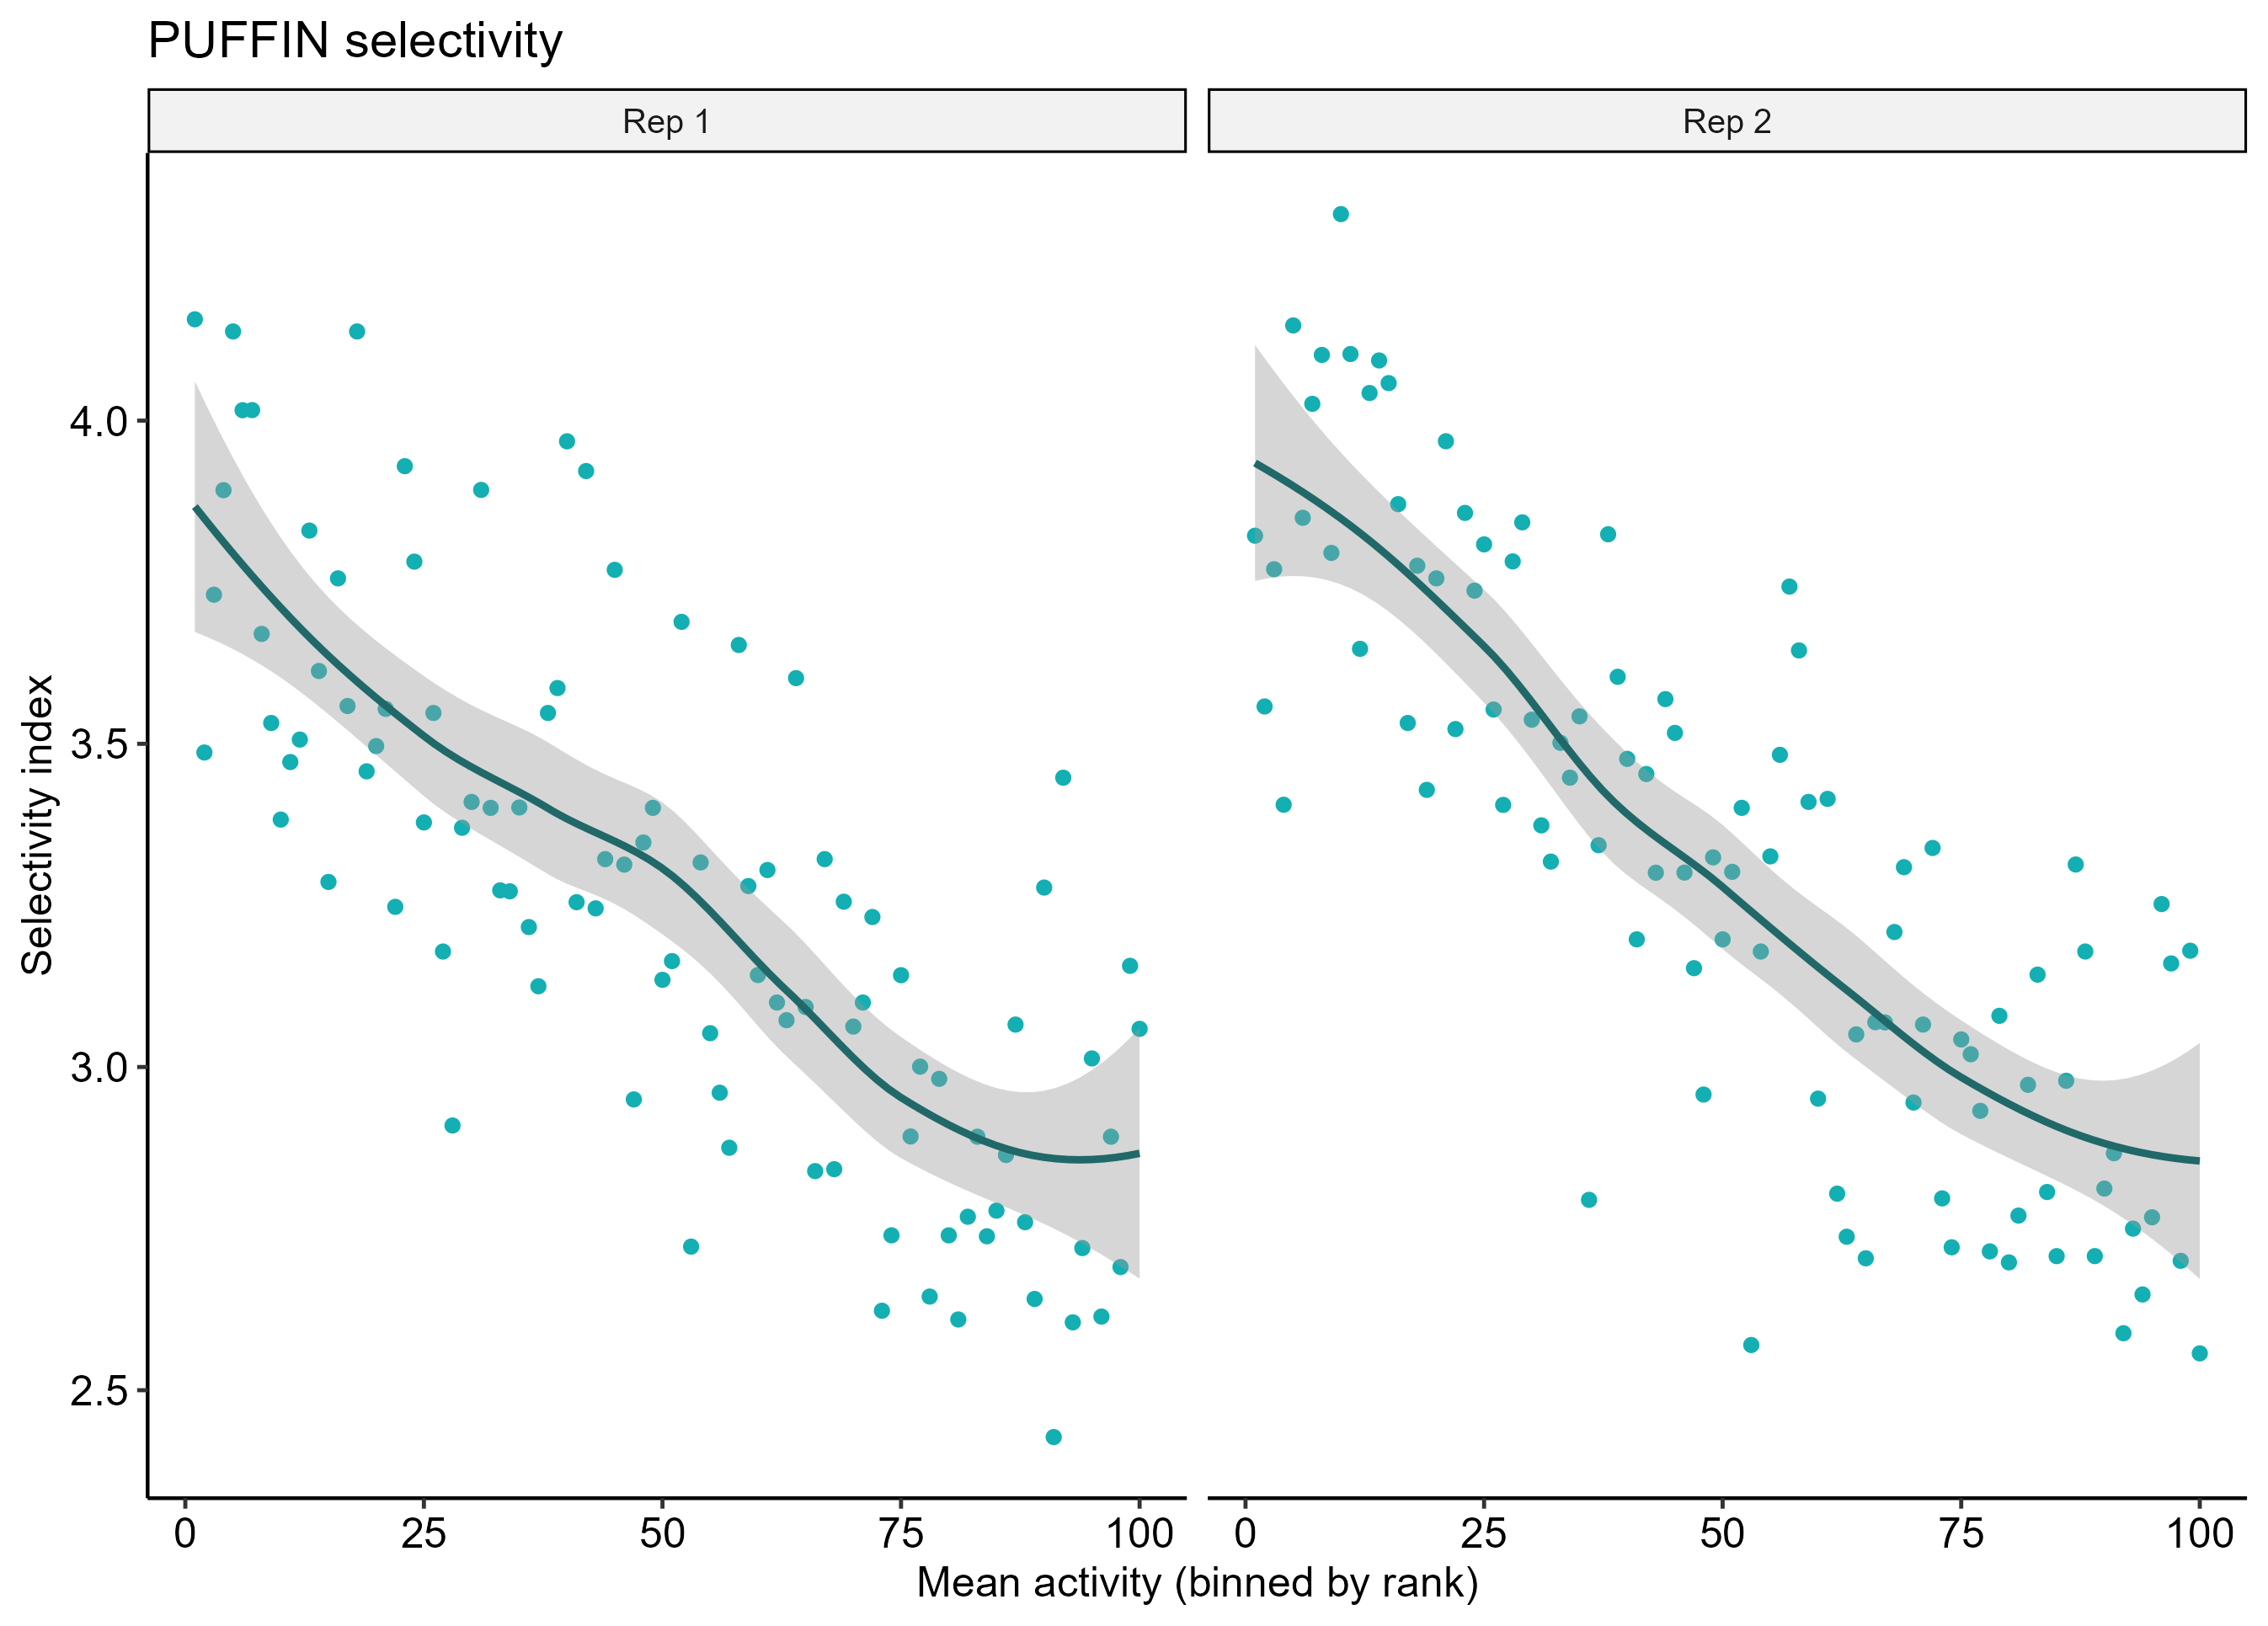 PUFFIN selectivity
Rep 1
Rep 2
Selectivity index
4.0
3.5
3.0
2.5
0 25 50 75 100
0 25 50 75 100
Mean activity (binned by rank)